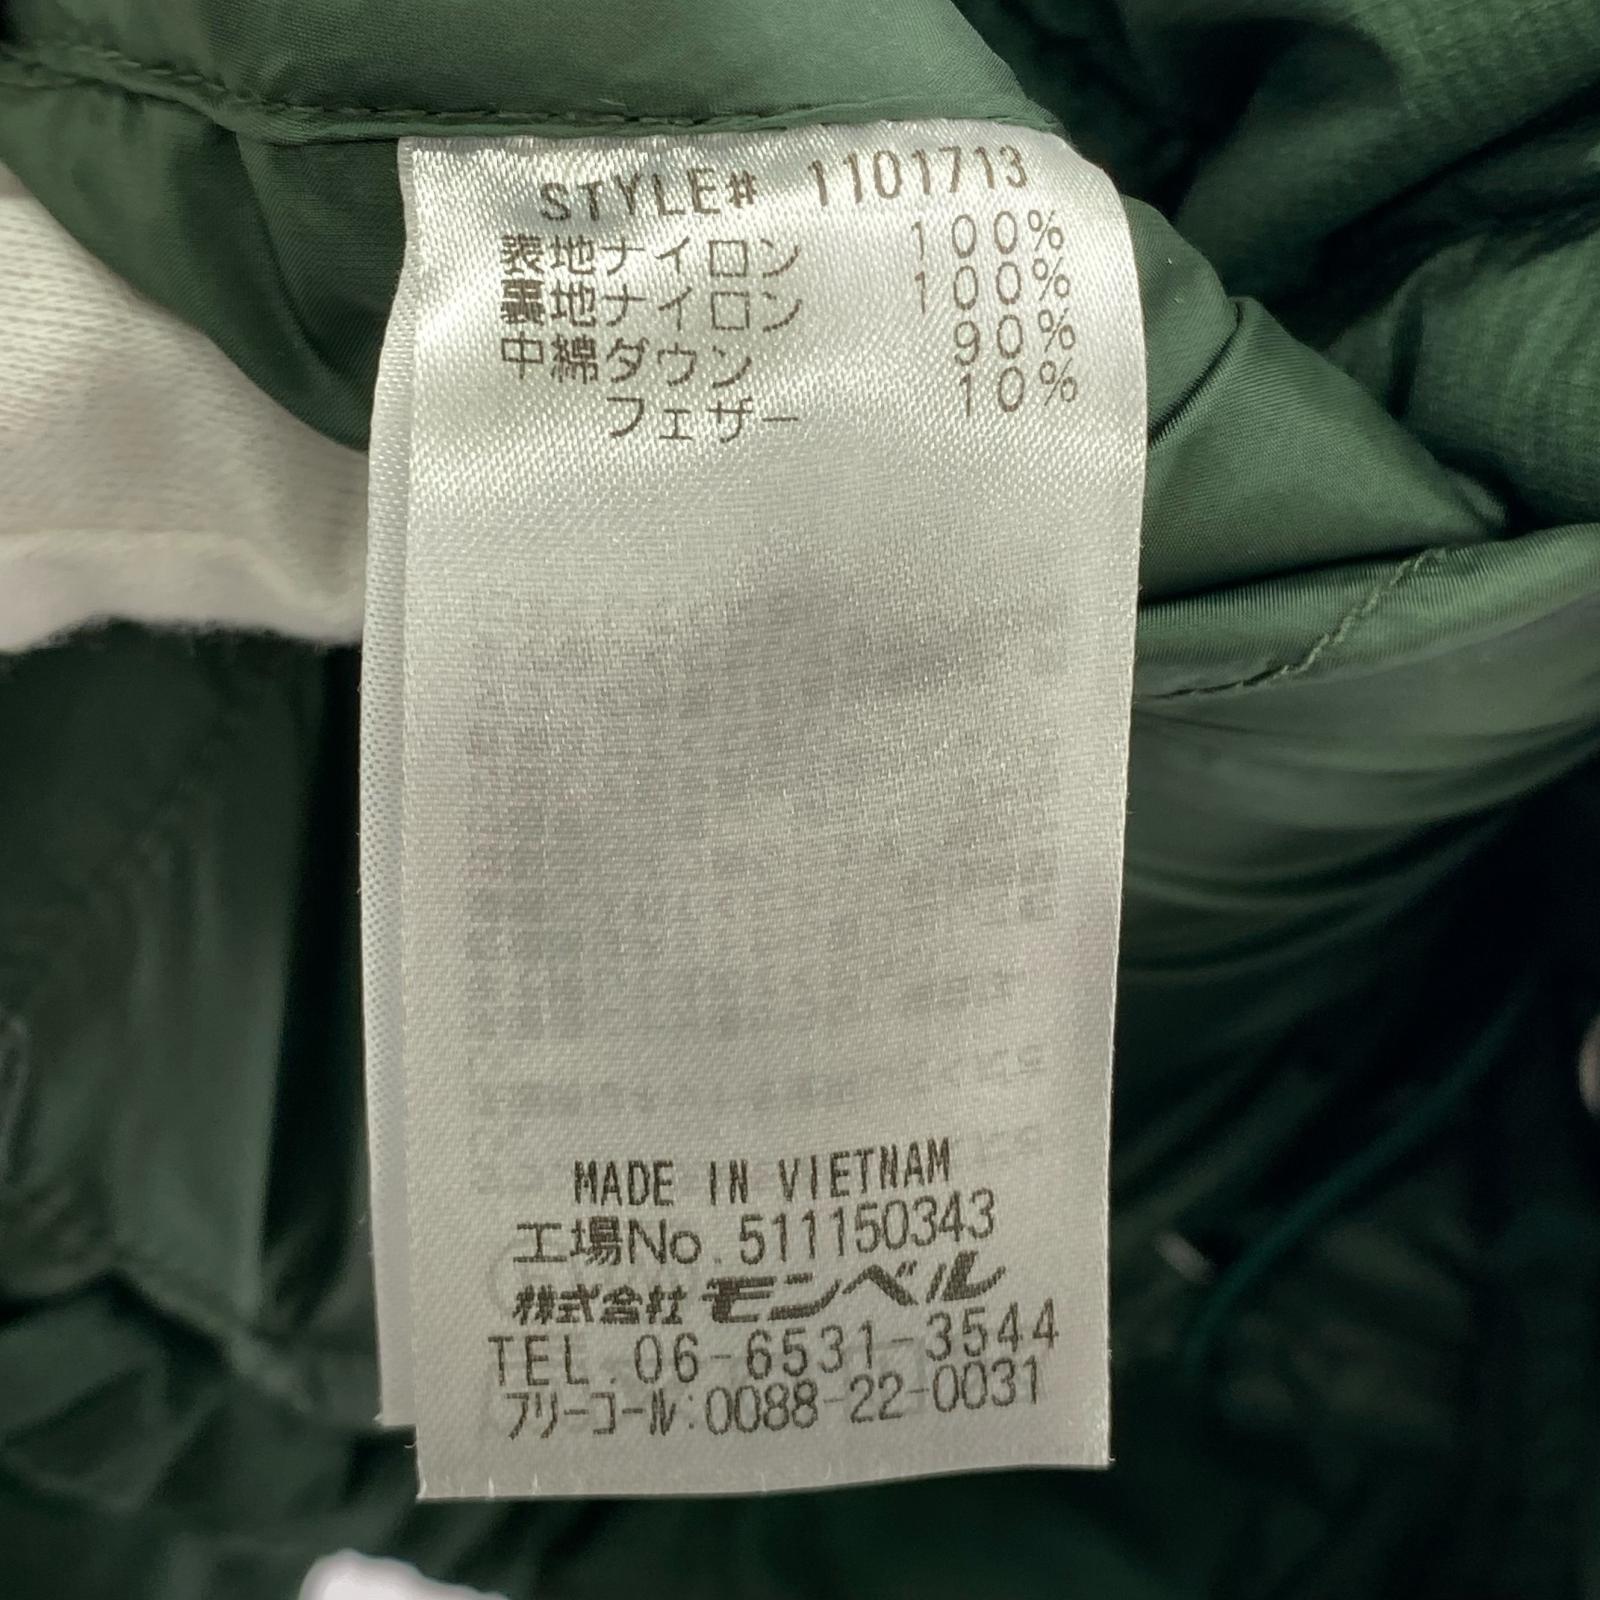 STYLE# 1101713
表地ナイロン 100%
裏地ナイロン 100%
中綿ダウン 90%
フェザー 10%
MADE IN VIETNAM
工場No.511150343
株式会社モンベル
TEL.06-6531-3544
フリーコール:0088-22-0031